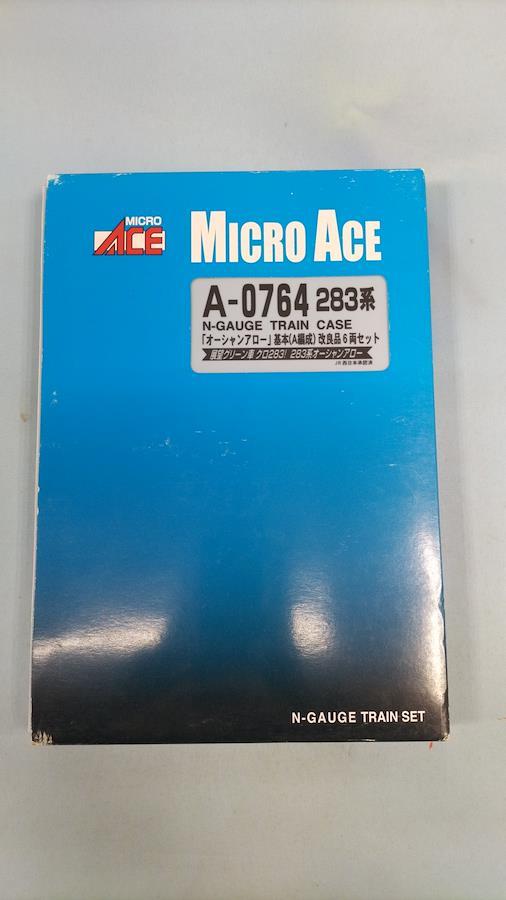 MICRO
ACE
MICRO ACE
A-0764 283系
N-GAUGE TRAIN CASE
「オーシャンアロー」基本(A編成)改良品6両セット
展望グリーン車 クロ283! 283系オーシャンアロー
JR西日本承認済
N-GAUGE TRAIN SET